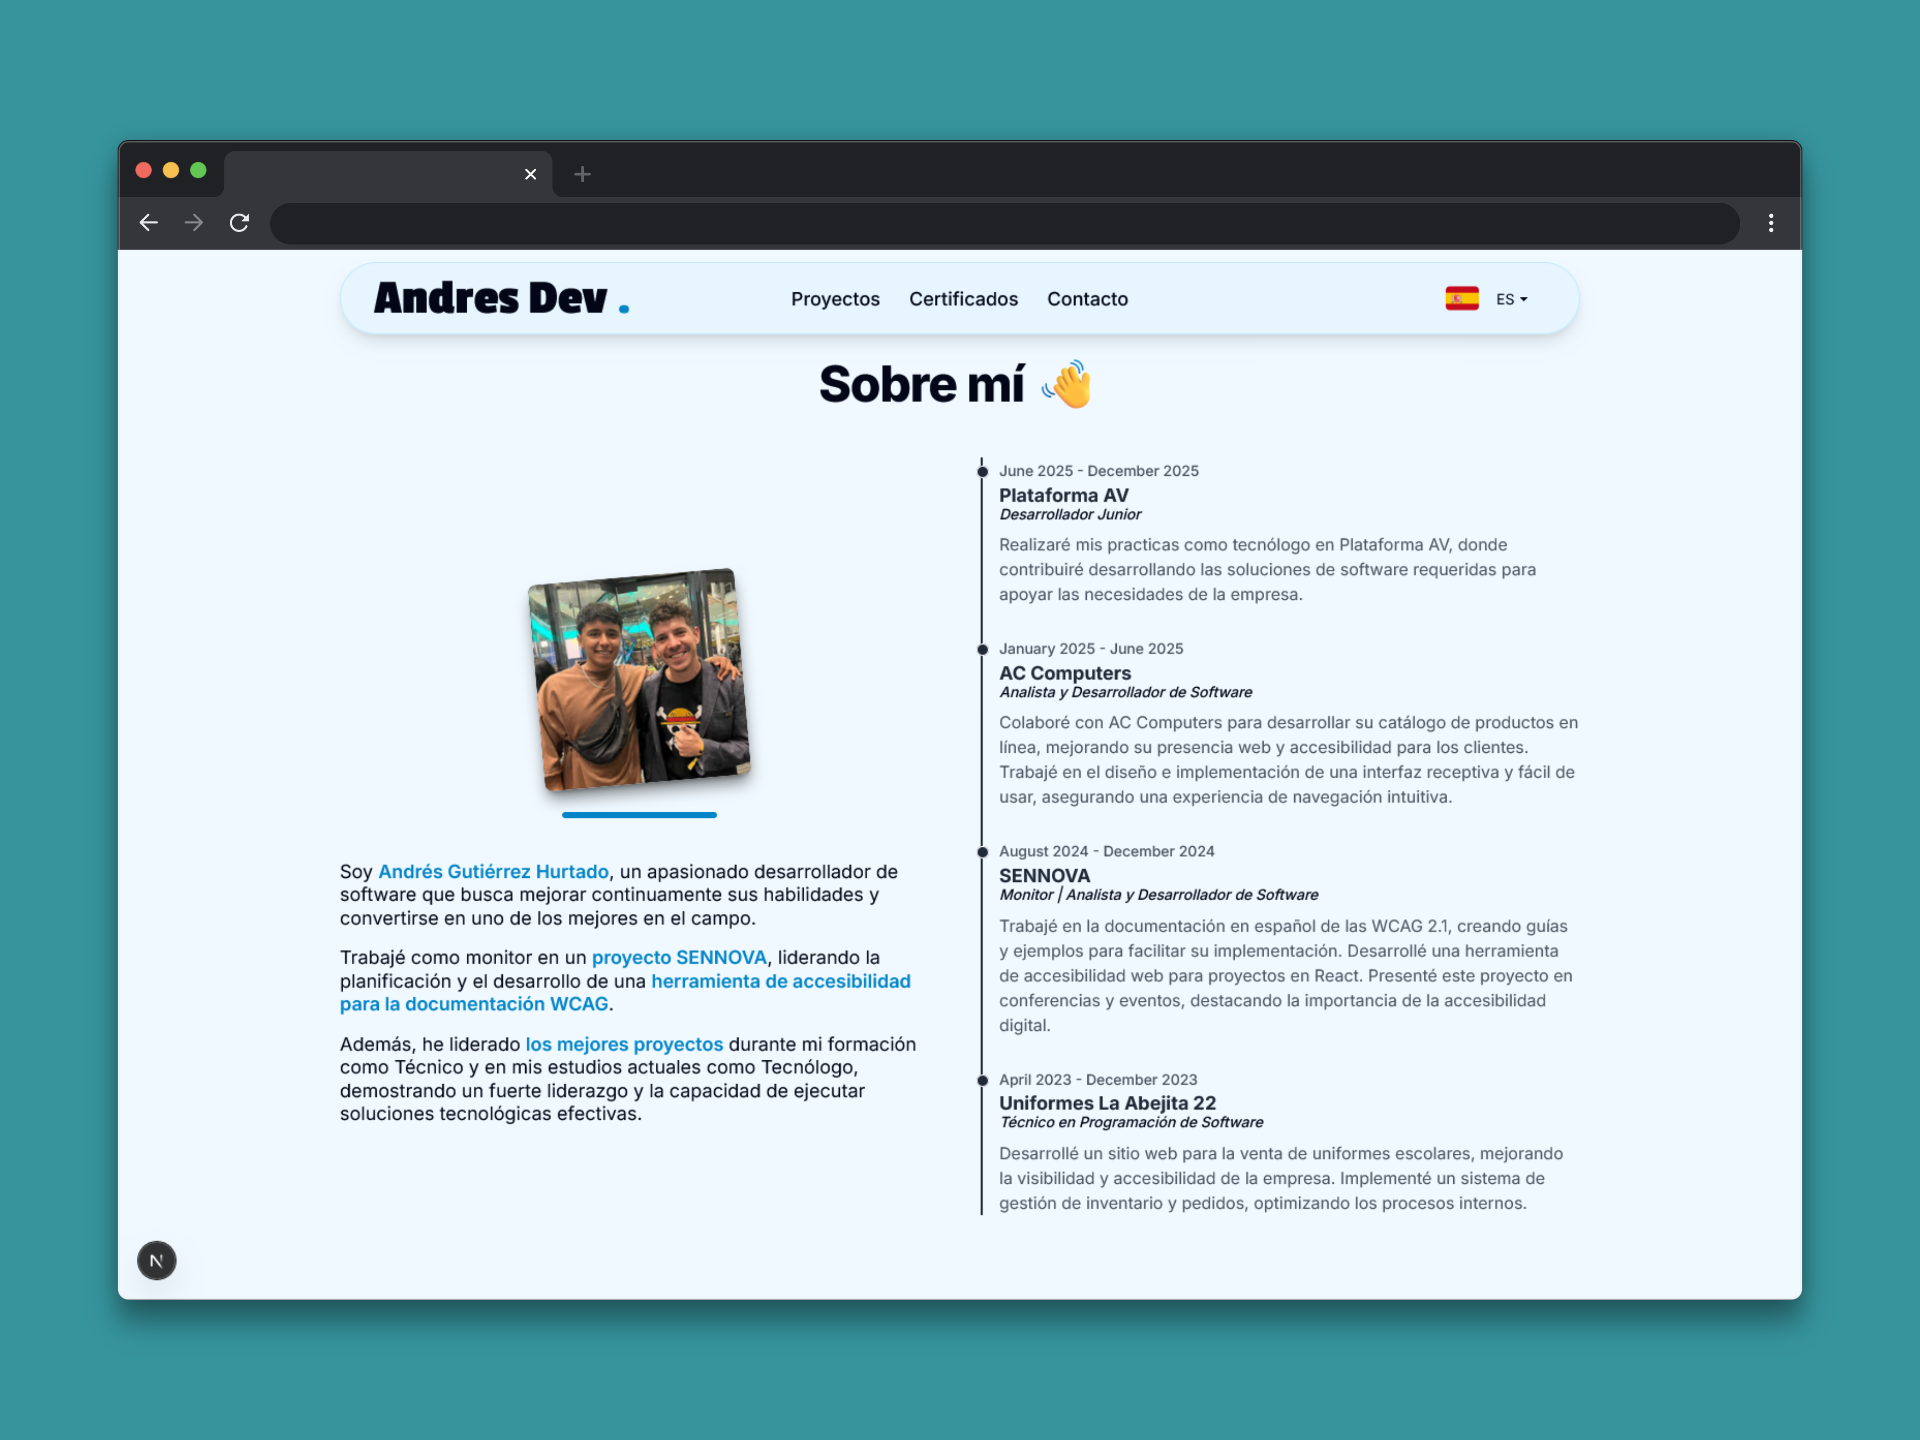 Andres Dev .
Proyectos
Certificados
Contacto
ES
Sobre mí
Soy Andrés Gutiérrez Hurtado, un apasionado desarrollador de
software que busca mejorar continuamente sus habilidades y
convertirse en uno de los mejores en el campo.
Trabajé como monitor en un proyecto SENNOVA, liderando la
planificación y el desarrollo de una herramienta de accesibilidad
para la documentación WCAG.
Además, he liderado los mejores proyectos durante mi formación
como Técnico y en mis estudios actuales como Tecnólogo,
demostrando un fuerte liderazgo y la capacidad de ejecutar
soluciones tecnológicas efectivas.
June 2025 - December 2025
Plataforma AV
Desarrollador Junior
Realizaré mis practicas como tecnólogo en Plataforma AV, donde
contribuiré desarrollando las soluciones de software requeridas para
apoyar las necesidades de la empresa.
January 2025 - June 2025
AC Computers
Analista y Desarrollador de Software
Colaboré con AC Computers para desarrollar su catálogo de productos en
línea, mejorando su presencia web y accesibilidad para los clientes.
Trabajé en el diseño e implementación de una interfaz receptiva y fácil de
usar, asegurando una experiencia de navegación intuitiva.
August 2024 - December 2024
SENNOVA
Monitor | Analista y Desarrollador de Software
Trabajé en la documentación en español de las WCAG 2.1, creando guías
y ejemplos para facilitar su implementación. Desarrollé una herramienta
de accesibilidad web para proyectos en React. Presenté este proyecto en
conferencias y eventos, destacando la importancia de la accesibilidad
digital.
April 2023 - December 2023
Uniformes La Abejita 22
Técnico en Programación de Software
Desarrollé un sitio web para la venta de uniformes escolares, mejorando
la visibilidad y accesibilidad de la empresa. Implementé un sistema de
gestión de inventario y pedidos, optimizando los procesos internos.
N